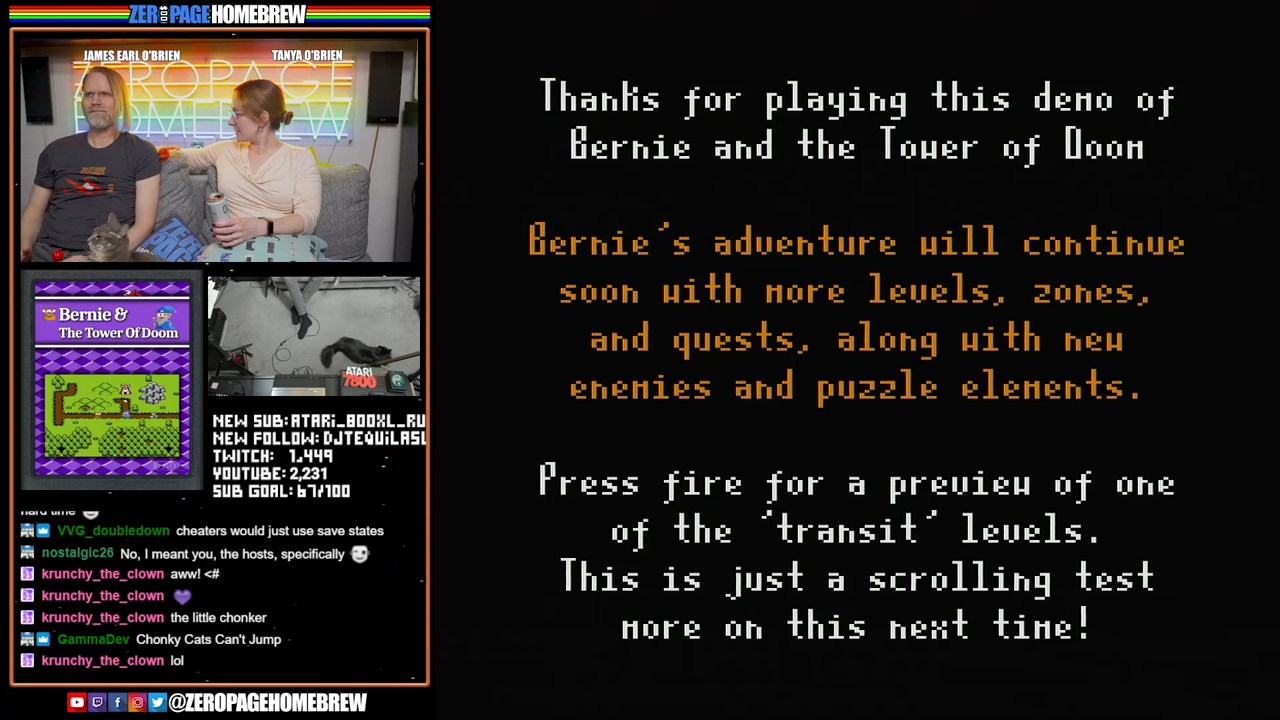 ZEROPAGE HOMEBREW
JAMES EARL O'BRIEN
TANYA O'BRIEN
ZEROPAGE
HOMEBREW
Bernie &
The Tower Of Doom
ATARI
7800
NEW SUB:ATARI_800XL_RU
NEW FOLLOW:DJTEQUILASU
TWITCH: 1,449
YOUTUBE: 2,231
SUB GOAL:67/100
hard time
VVG_doubledown cheaters would just use save states
nostalgic26 No, I meant you, the hosts, specifically
krunchy_the_clown aww! <#
krunchy_the_clown
krunchy_the_clown the little chonker
GammaDev Chonky Cats Can't Jump
krunchy_the_clown lol
@ZEROPAGEHOMEBREW
Thanks for playing this demo of
Bernie and the Tower of Doom
Bernie's adventure will continue
soon with more levels, zones,
and quests, along with new
enemies and puzzle elements.
Press fire for a preview of one
of the 'transit' levels.
This is just a scrolling test
more on this next time!